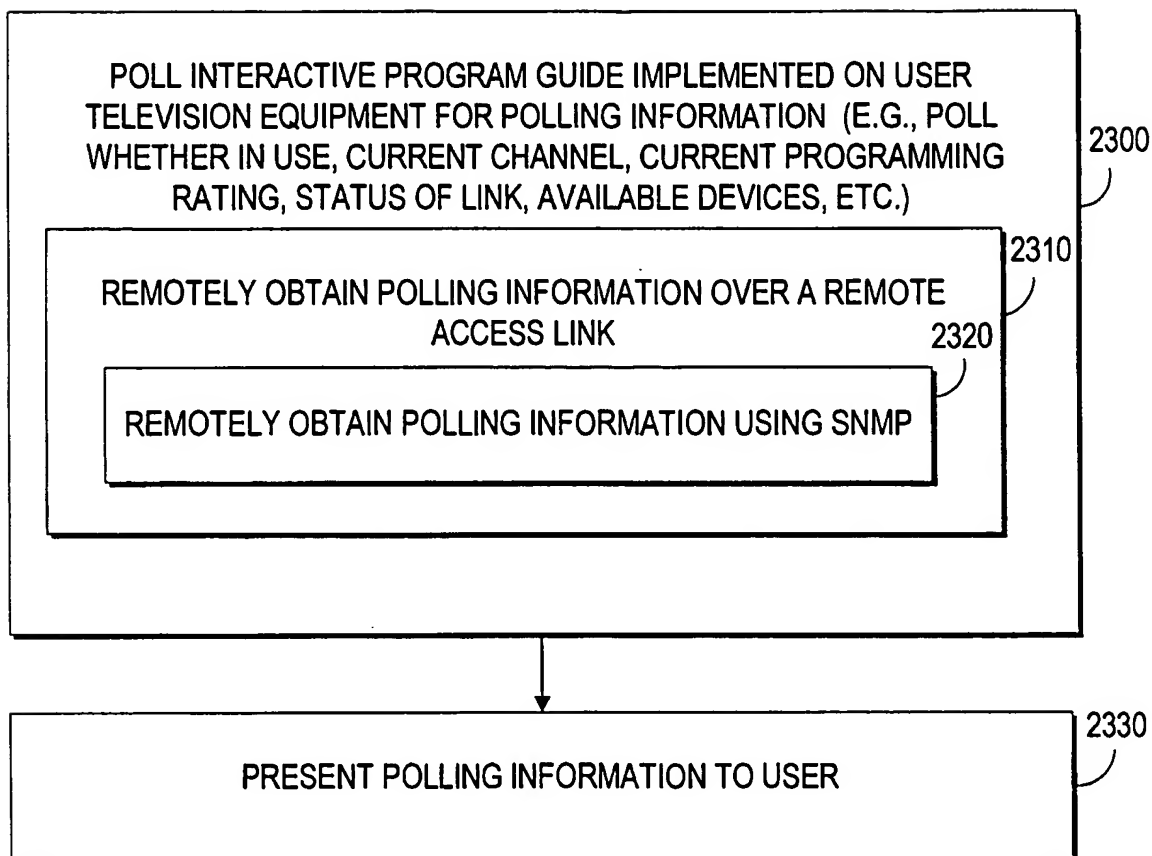 POLL INTERACTIVE PROGRAM GUIDE IMPLEMENTED ON USER
TELEVISION EQUIPMENT FOR POLLING INFORMATION (E.G., POLL
WHETHER IN USE, CURRENT CHANNEL, CURRENT PROGRAMMING
RATING, STATUS OF LINK, AVAILABLE DEVICES, ETC.)
2300
2310
REMOTELY OBTAIN POLLING INFORMATION OVER A REMOTE
ACCESS LINK
2320
REMOTELY OBTAIN POLLING INFORMATION USING SNMP
2330
PRESENT POLLING INFORMATION TO USER